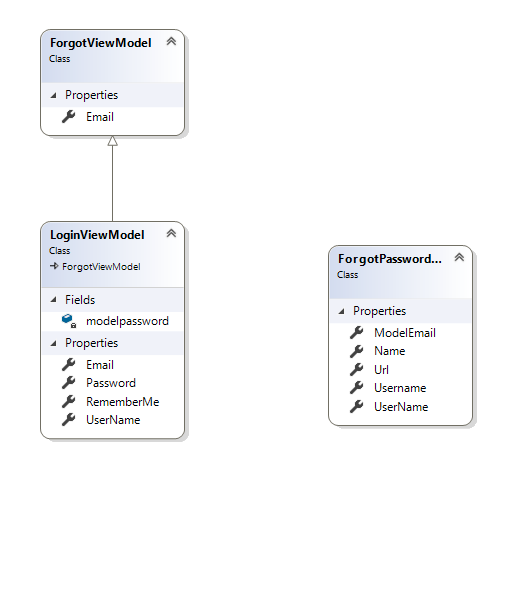 ForgotViewModel
Class
Properties
Email
LoginViewModel
Class
ForgotViewModel
Fields
modelpassword
Properties
Email
Password
RememberMe
UserName
ForgotPassword...
Class
Properties
ModelEmail
Name
Url
Username
UserName